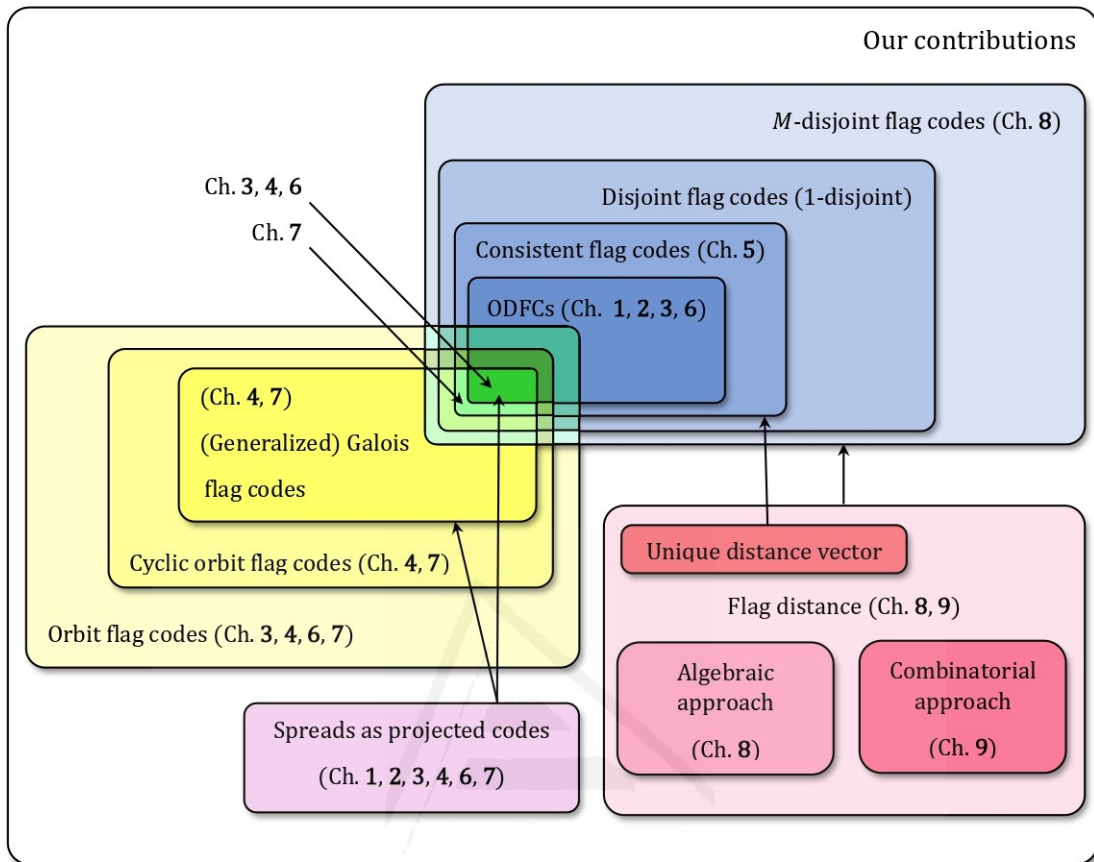 Our contributions
M-disjoint flag codes (Ch. 8)
Ch. 3, 4, 6
Disjoint flag codes (1-disjoint)
Ch. 7
Consistent flag codes (Ch. 5)
ODFCs (Ch. 1, 2, 3, 6)
(Ch. 4, 7)
(Generalized) Galois
flag codes
Cyclic orbit flag codes (Ch. 4, 7)
Orbit flag codes (Ch. 3, 4, 6, 7)
Unique distance vector
Flag distance (Ch. 8, 9)
Algebraic
approach
(Ch. 8)
Combinatorial
approach
(Ch. 9)
Spreads as projected codes
(Ch. 1, 2, 3, 4, 6, 7)